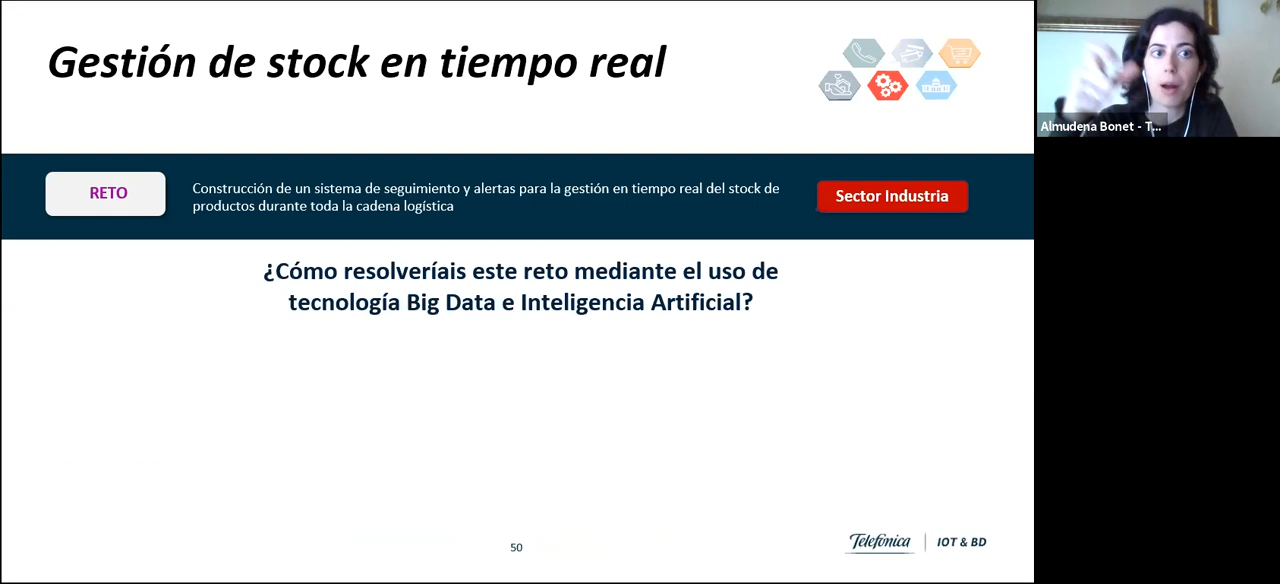 Gestión de stock en tiempo real
Almudena Bonet - T...
RETO
Construcción de un sistema de seguimiento y alertas para la gestión en tiempo real del stock de
productos durante toda la cadena logística
Sector Industria
¿Cómo resolveríais este reto mediante el uso de
tecnología Big Data e Inteligencia Artificial?
50
Telefónica
IOT & BD